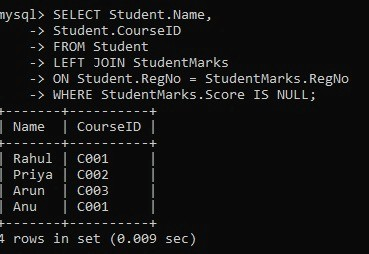 mysql> SELECT Student.Name,
    -> Student.CourseID
    -> FROM Student
    -> LEFT JOIN StudentMarks
    -> ON Student.RegNo = StudentMarks.RegNo
    -> WHERE StudentMarks.Score IS NULL;
+-------+----------+
| Name  | CourseID |
+-------+----------+
| Rahul | C001     |
| Priya | C002     |
| Arun  | C003     |
| Anu   | C001     |
+-------+----------+
4 rows in set (0.009 sec)